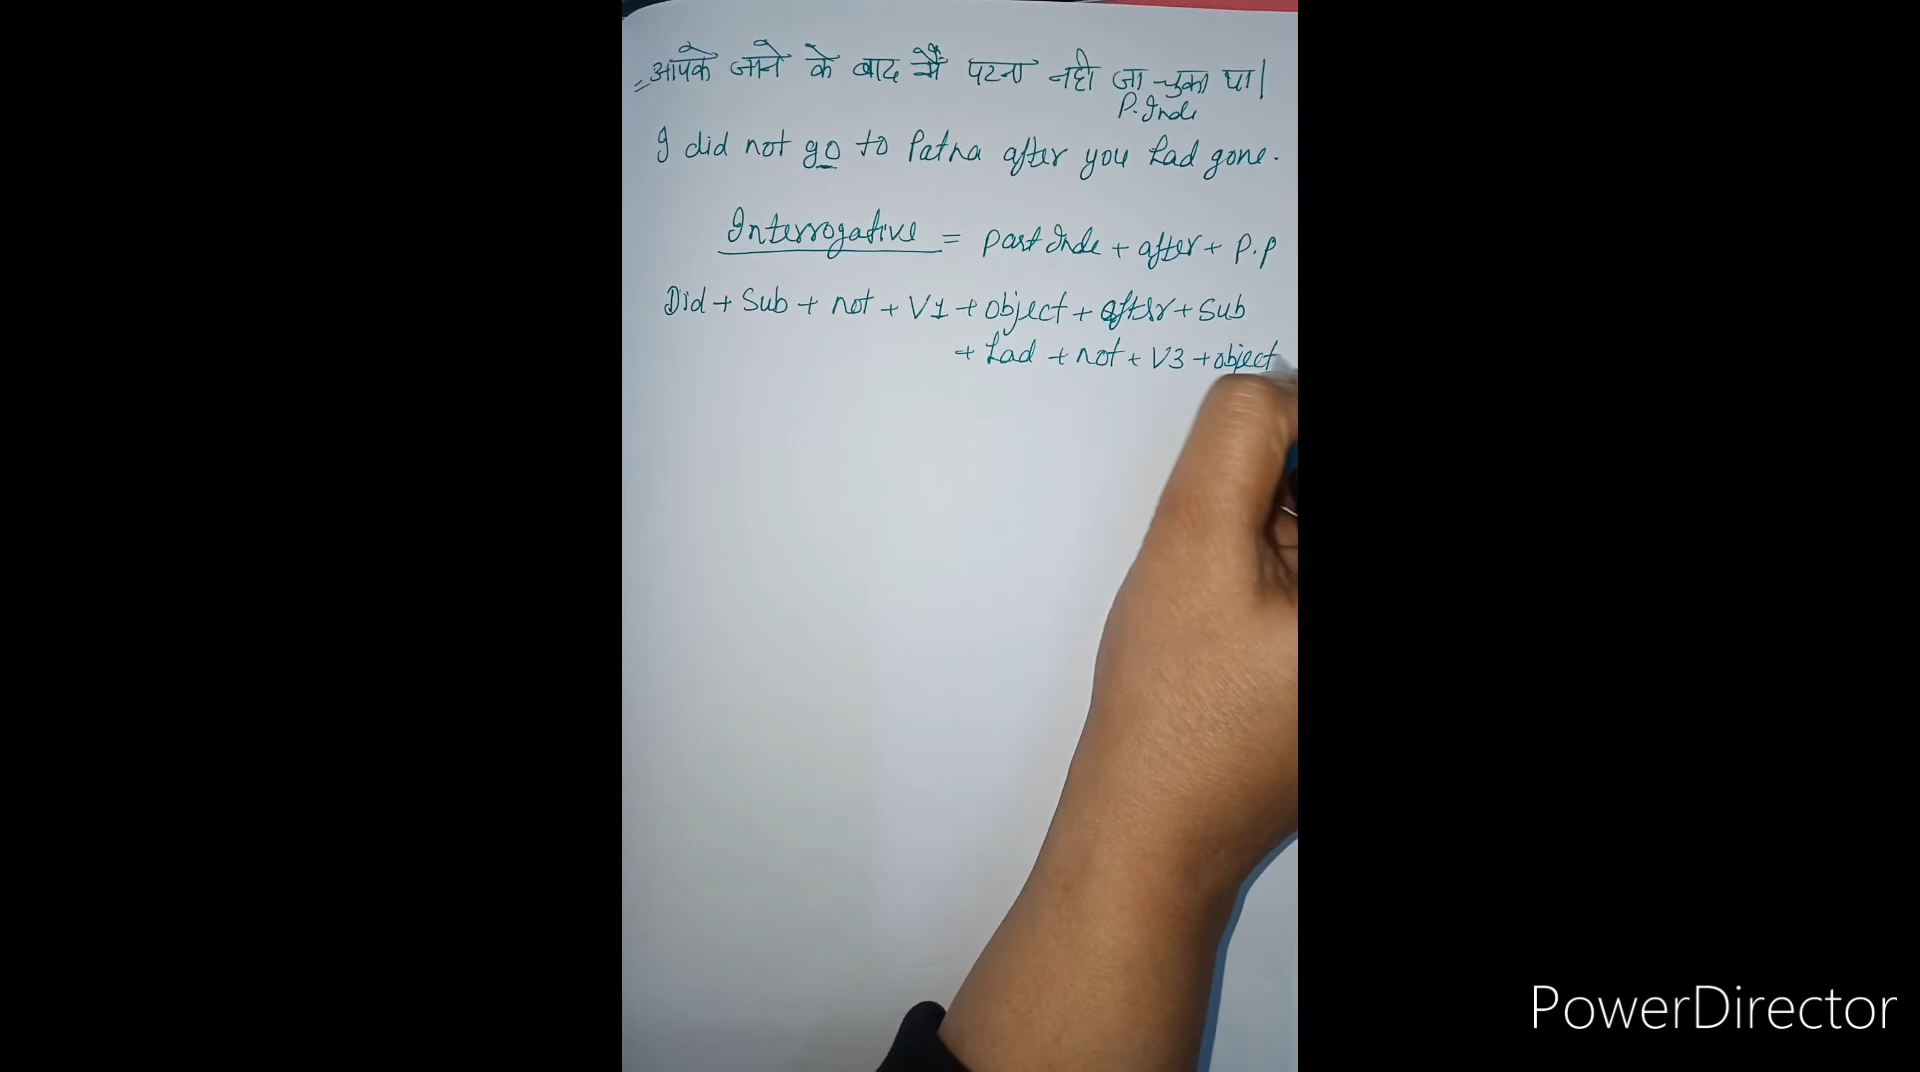 = आपके जाने के बाद मैं पटना नही जा चुका था|
P. Inde
I did not go to Patna after you had gone.
Interrogative = Past Inde + after + P.P
Did + Sub + not + V1 + object + after + Sub
+ had + not + V3 + object
PowerDirector